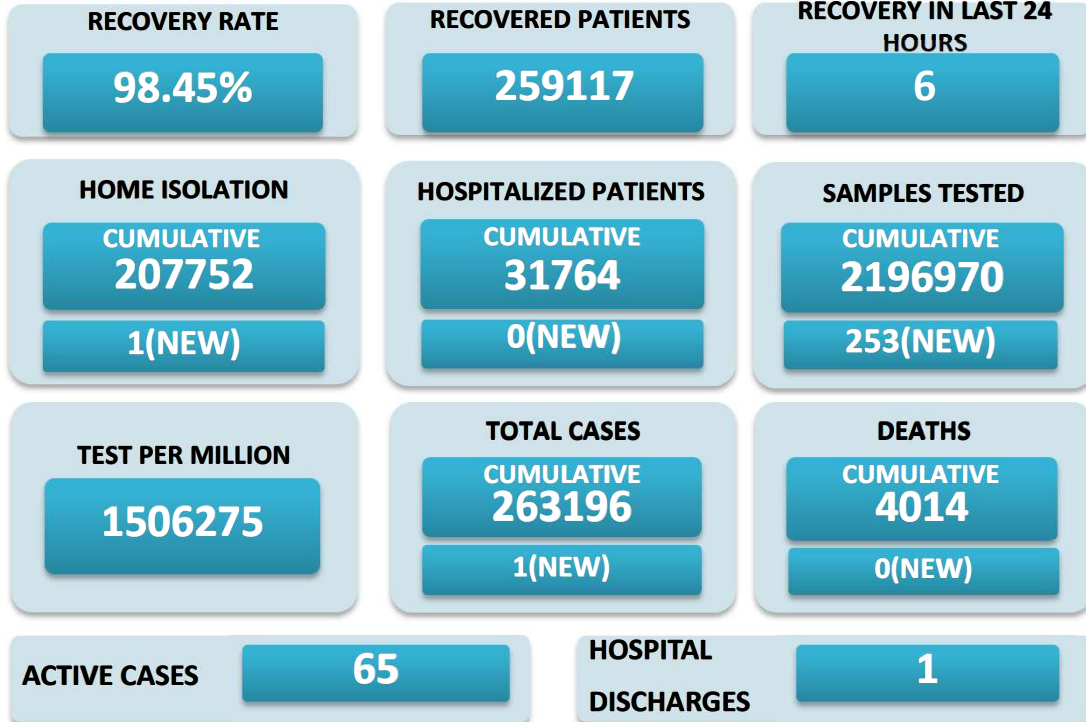 RECOVERY RATE
98.45%
RECOVERED PATIENTS
259117
RECOVERY IN LAST 24
HOURS
6
HOME ISOLATION
CUMULATIVE
207752
1(NEW)
HOSPITALIZED PATIENTS
CUMULATIVE
31764
0(NEW)
SAMPLES TESTED
CUMULATIVE
2196970
253(NEW)
TEST PER MILLION
1506275
TOTAL CASES
CUMULATIVE
263196
1(NEW)
DEATHS
CUMULATIVE
4014
0(NEW)
ACTIVE CASES
65
HOSPITAL
DISCHARGES
1